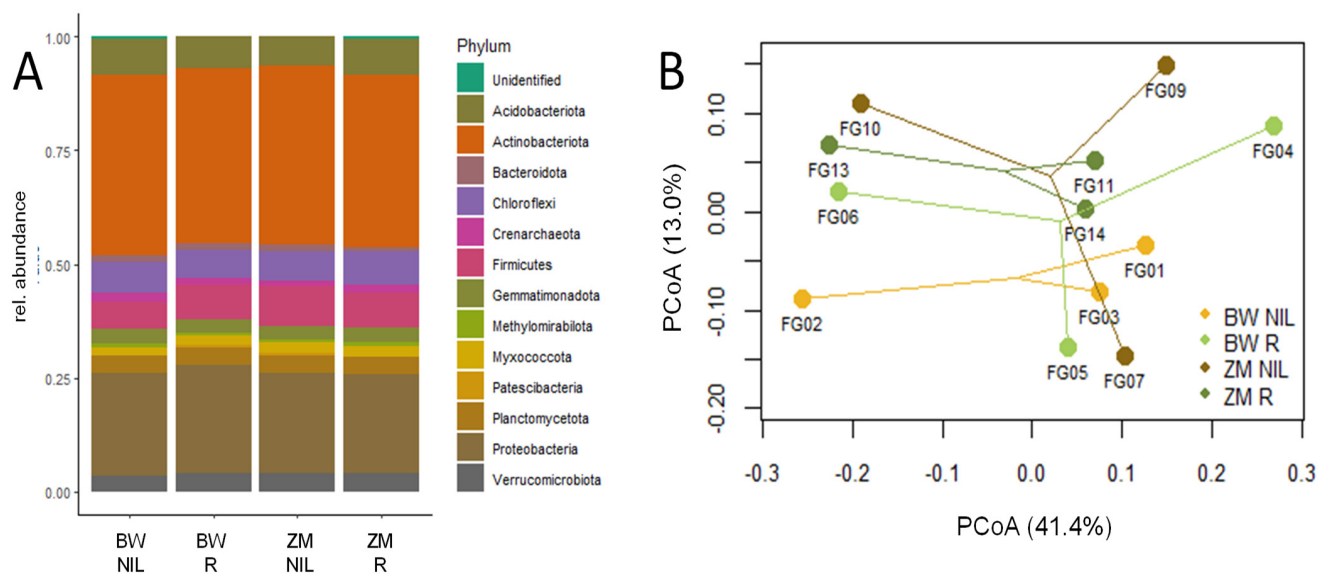 A
rel. abundance
1.00
0.75
0.50
0.25
0.00
BW
NIL
BW
R
ZM
NIL
ZM
R
Phylum
Unidentified
Acidobacteriota
Actinobacteriota
Bacteroidota
Chloroflexi
Crenarchaeota
Firmicutes
Gemmatimonadota
Methylomirabilota
Myxococcota
Patescibacteria
Planctomycetota
Proteobacteria
Verrucomicrobiota
B
PCoA (13.0%)
0.10
0.00
-0.10
-0.20
FG09
FG10
FG04
FG13
FG11
FG06
FG14
FG01
FG02
FG03
FG05
FG07
BW NIL
BW R
ZM NIL
ZM R
-0.3
-0.2
-0.1
0.0
0.1
0.2
0.3
PCoA (41.4%)